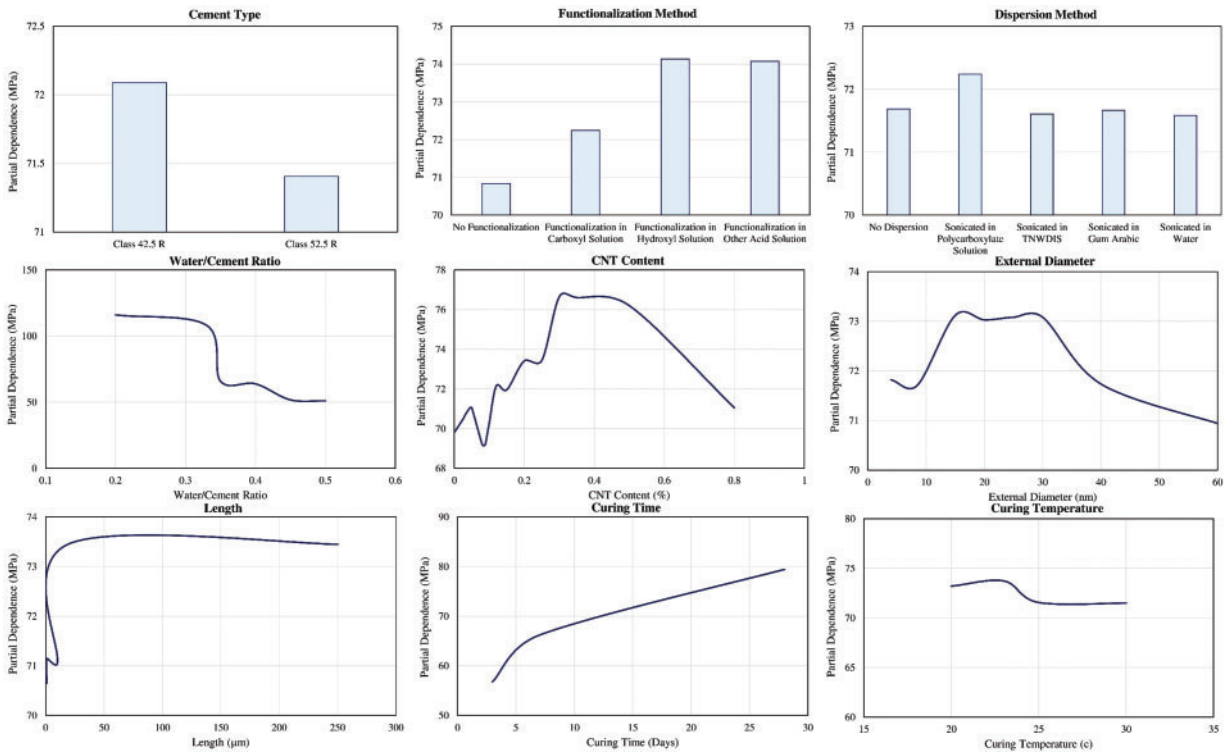 Cement Type
Partial Dependence (MPa)
72.5
72
71.5
71
Class 42.5 R
Class 52.5 R
Functionalization Method
Partial Dependence (MPa)
75
74
73
72
71
70
No Functionalization
Functionalization in
Carboxyl Solution
Functionalization in
Hydroxyl Solution
Functionalization in
Other Acid Solution
Dispersion Method
Partial Dependence (MPa)
73
72
71
70
No Dispersion
Sonicated in
Polycarboxylate
Solution
Sonicated in
TNWDIS
Sonicated in
Gum Arabic
Sonicated in
Water
Water/Cement Ratio
Partial Dependence (MPa)
150
100
50
0
0.1 0.2 0.3 0.4 0.5 0.6
Water/Cement Ratio
CNT Content
Partial Dependence (MPa)
78
76
74
72
70
68
0 0.2 0.4 0.6 0.8 1
CNT Content (%)
External Diameter
Partial Dependence (MPa)
74
73
72
71
70
0 10 20 30 40 50 60
External Diameter (nm)
Length
Partial Dependence (MPa)
74
73
72
71
70
0 50 100 150 200 250 300
Length (μm)
Curing Time
Partial Dependence (MPa)
90
80
70
60
50
0 5 10 15 20 25 30
Curing Time (Days)
Curing Temperature
Partial Dependence (MPa)
80
75
70
65
60
15 20 25 30 35
Curing Temperature (c)